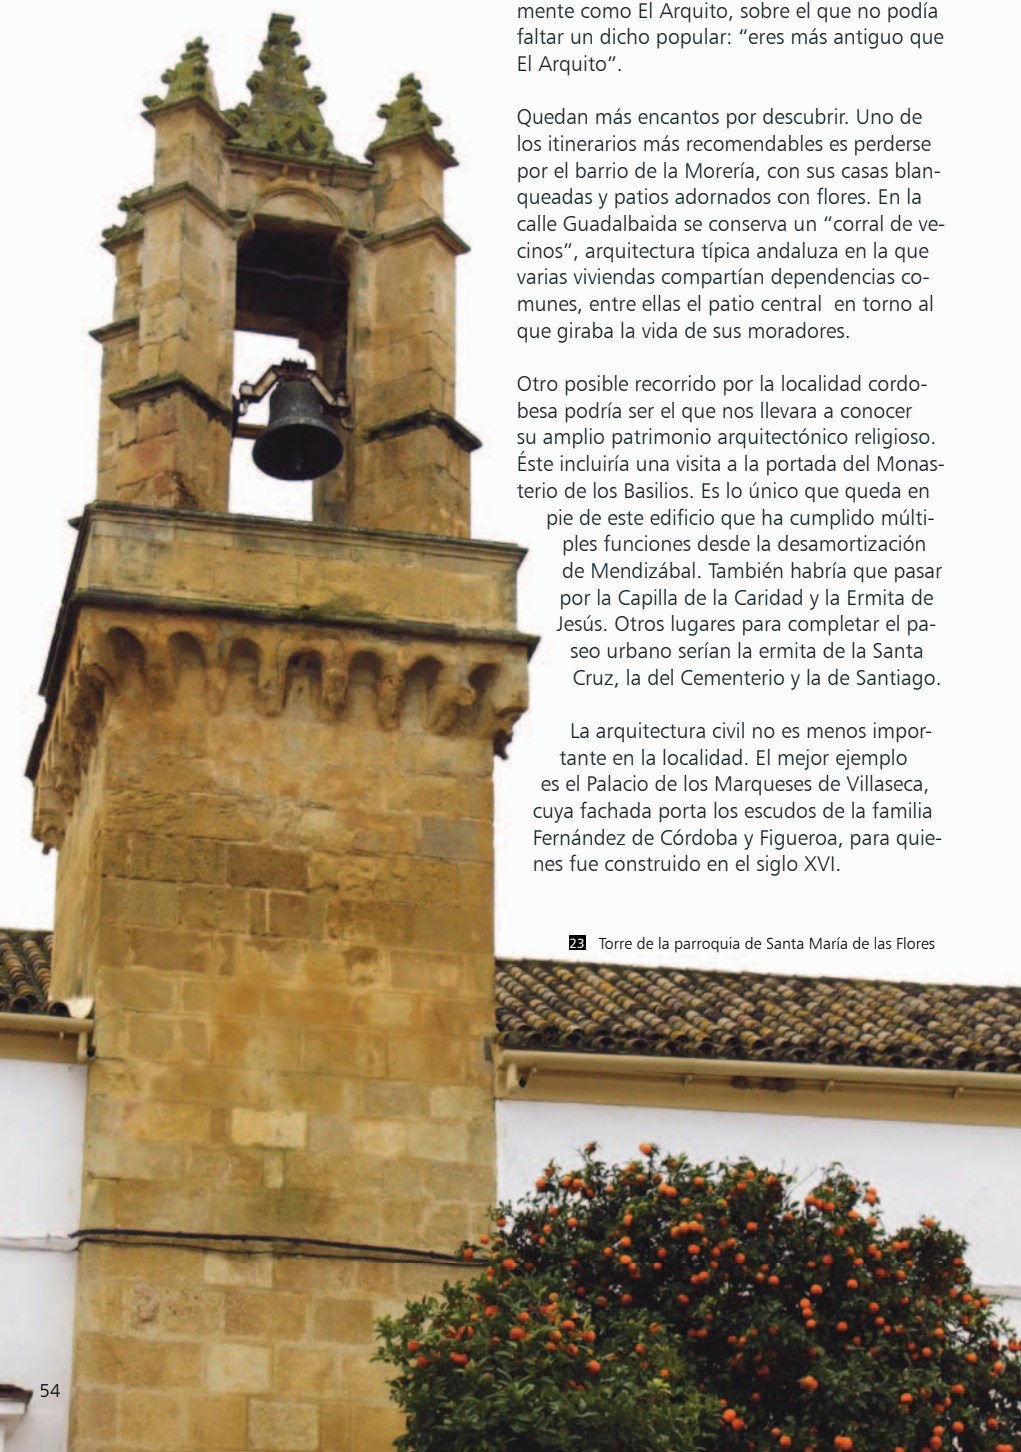 mente como El Arquito, sobre el que no podía
faltar un dicho popular: “eres más antiguo que
El Arquito”.
Quedan más encantos por descubrir. Uno de
los itinerarios más recomendables es perderse
por el barrio de la Morería, con sus casas blan-
queadas y patios adornados con flores. En la
calle Guadalbaida se conserva un “corral de ve-
cinos”, arquitectura típica andaluza en la que
varias viviendas compartían dependencias co-
munes, entre ellas el patio central  en torno al
que giraba la vida de sus moradores.
Otro posible recorrido por la localidad cordo-
besa podría ser el que nos llevara a conocer
su amplio patrimonio arquitectónico religioso.
Éste incluiría una visita a la portada del Monas-
terio de los Basilios. Es lo único que queda en
pie de este edificio que ha cumplido múlti-
ples funciones desde la desamortización
de Mendizábal. También habría que pasar
por la Capilla de la Caridad y la Ermita de
Jesús. Otros lugares para completar el pa-
seo urbano serían la ermita de la Santa
Cruz, la del Cementerio y la de Santiago.
La arquitectura civil no es menos impor-
tante en la localidad. El mejor ejemplo
es el Palacio de los Marqueses de Villaseca,
cuya fachada porta los escudos de la familia
Fernández de Córdoba y Figueroa, para quie-
nes fue construido en el siglo XVI.
23 Torre de la parroquia de Santa María de las Flores
54